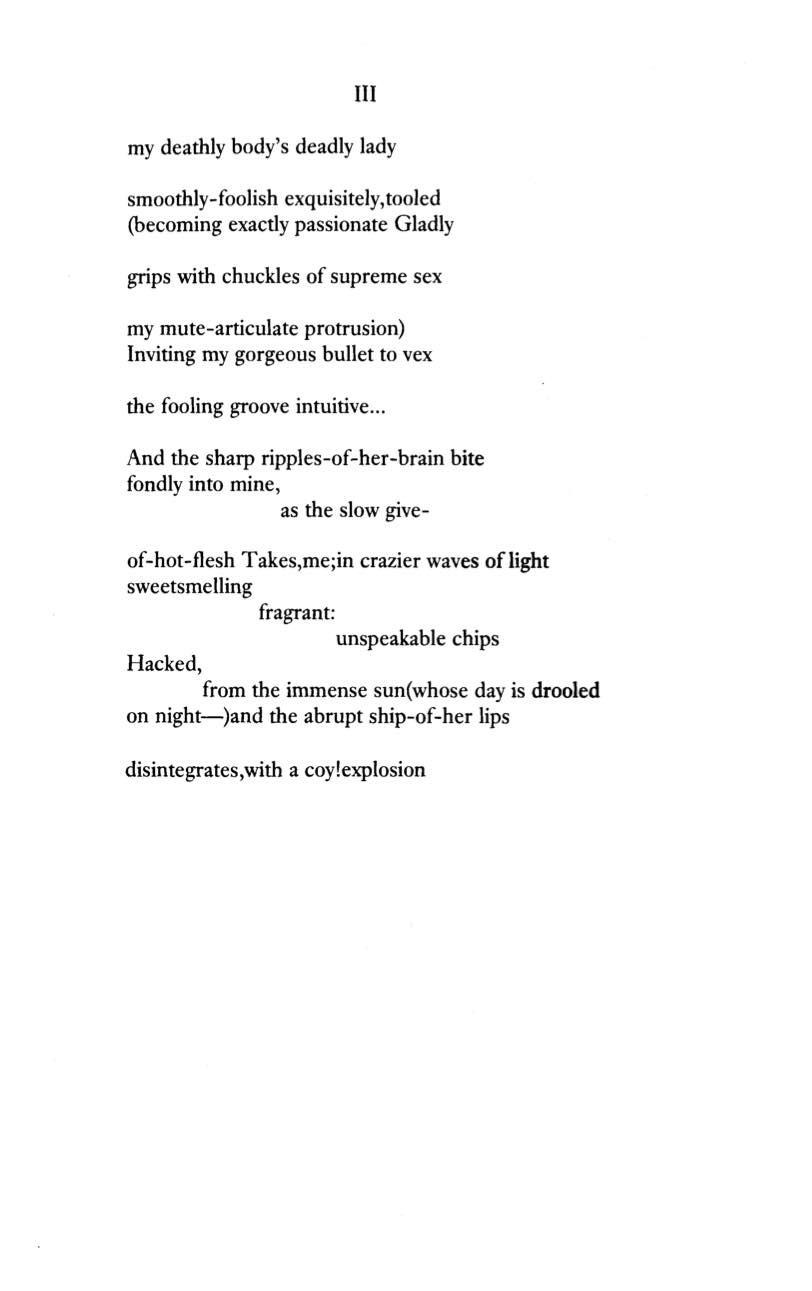 III
my deathly body’s deadly lady
smoothly-foolish exquisitely,tooled
(becoming exactly passionate Gladly
grips with chuckles of supreme sex
my mute-articulate protrusion)
Inviting my gorgeous bullet to vex
the fooling groove intuitive...
And the sharp ripples-of-her-brain bite
fondly into mine,
as the slow give-
of-hot-flesh Takes,me;in crazier waves of light
sweetsmelling
fragrant:
unspeakable chips
Hacked,
from the immense sun(whose day is drooled
on night—)and the abrupt ship-of-her lips
disintegrates,with a coy!explosion